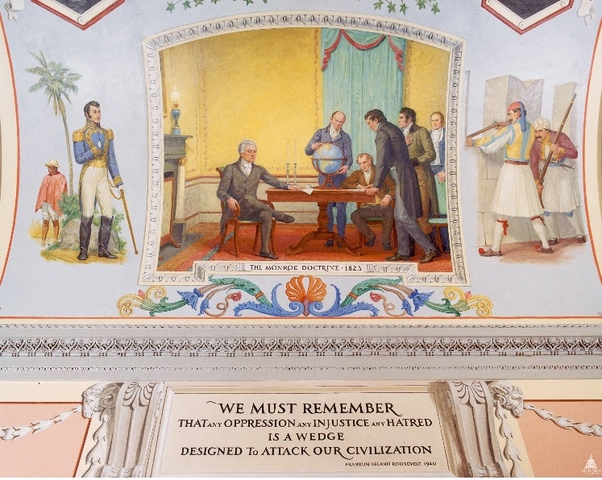 THE MONROE DOCTRINE · 1823
WE MUST REMEMBER
THAT ANY OPPRESSION ANY INJUSTICE ANY HATRED
IS A WEDGE
DESIGNED TO ATTACK OUR CIVILIZATION
FRANKLIN DELANO ROOSEVELT 1940